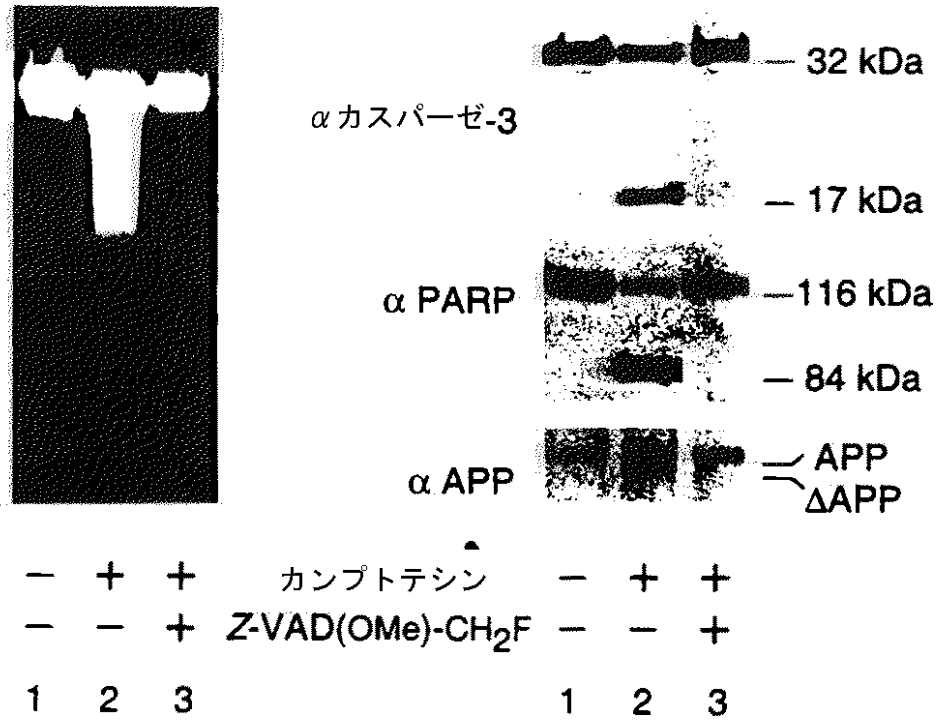 32 kDa
αカスパーゼ-3
17 kDa
α PARP
116 kDa
84 kDa
α APP
APP
ΔAPP
− + + カンプトテシン − + +
− − + Z-VAD(OMe)-CH₂F − − +
1 2 3 1 2 3